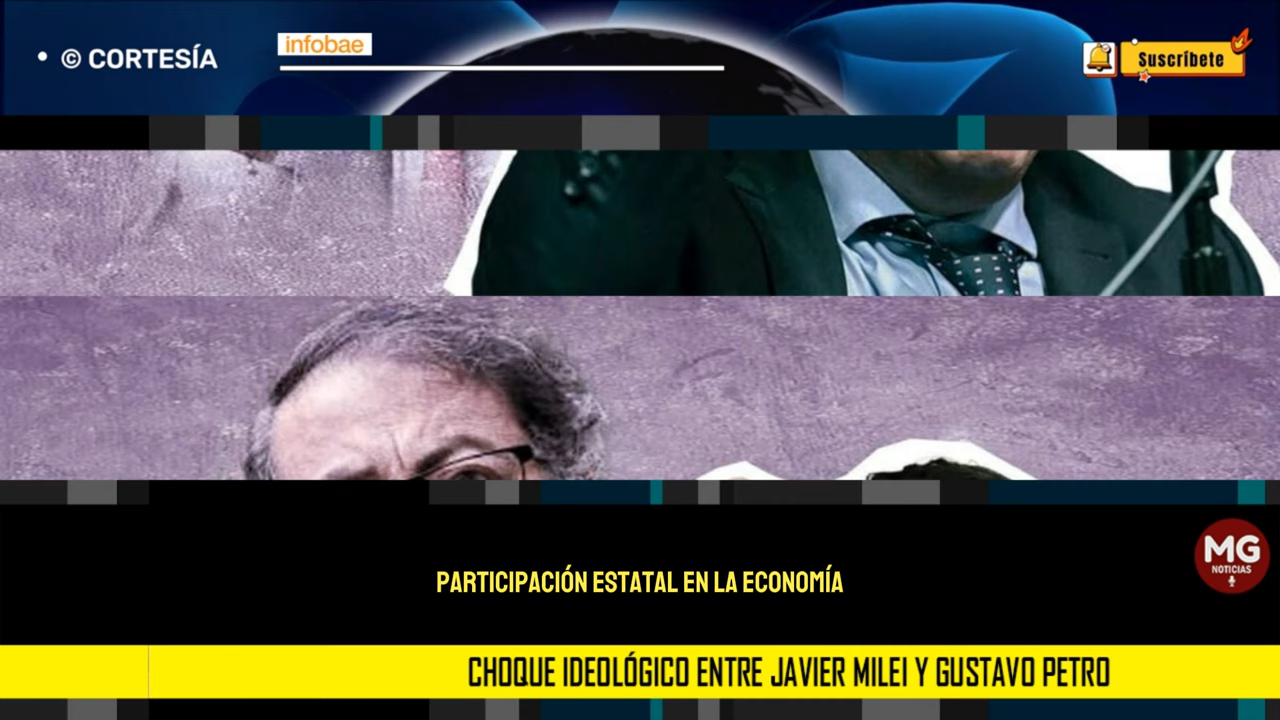 © CORTESÍA
infobae
Suscríbete
PARTICIPACIÓN ESTATAL EN LA ECONOMÍA
MG
NOTICIAS
CHOQUE IDEOLÓGICO ENTRE JAVIER MILEI Y GUSTAVO PETRO